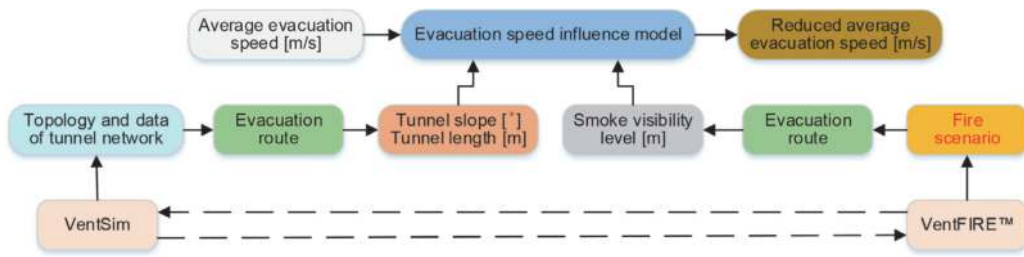 Average evacuation
speed [m/s]
Evacuation speed influence model
Reduced average
evacuation speed [m/s]
Topology and data
of tunnel network
Evacuation
route
Tunnel slope [°]
Tunnel length [m]
Smoke visibility
level [m]
Evacuation
route
Fire
scenario
VentSim
VentFIRE™